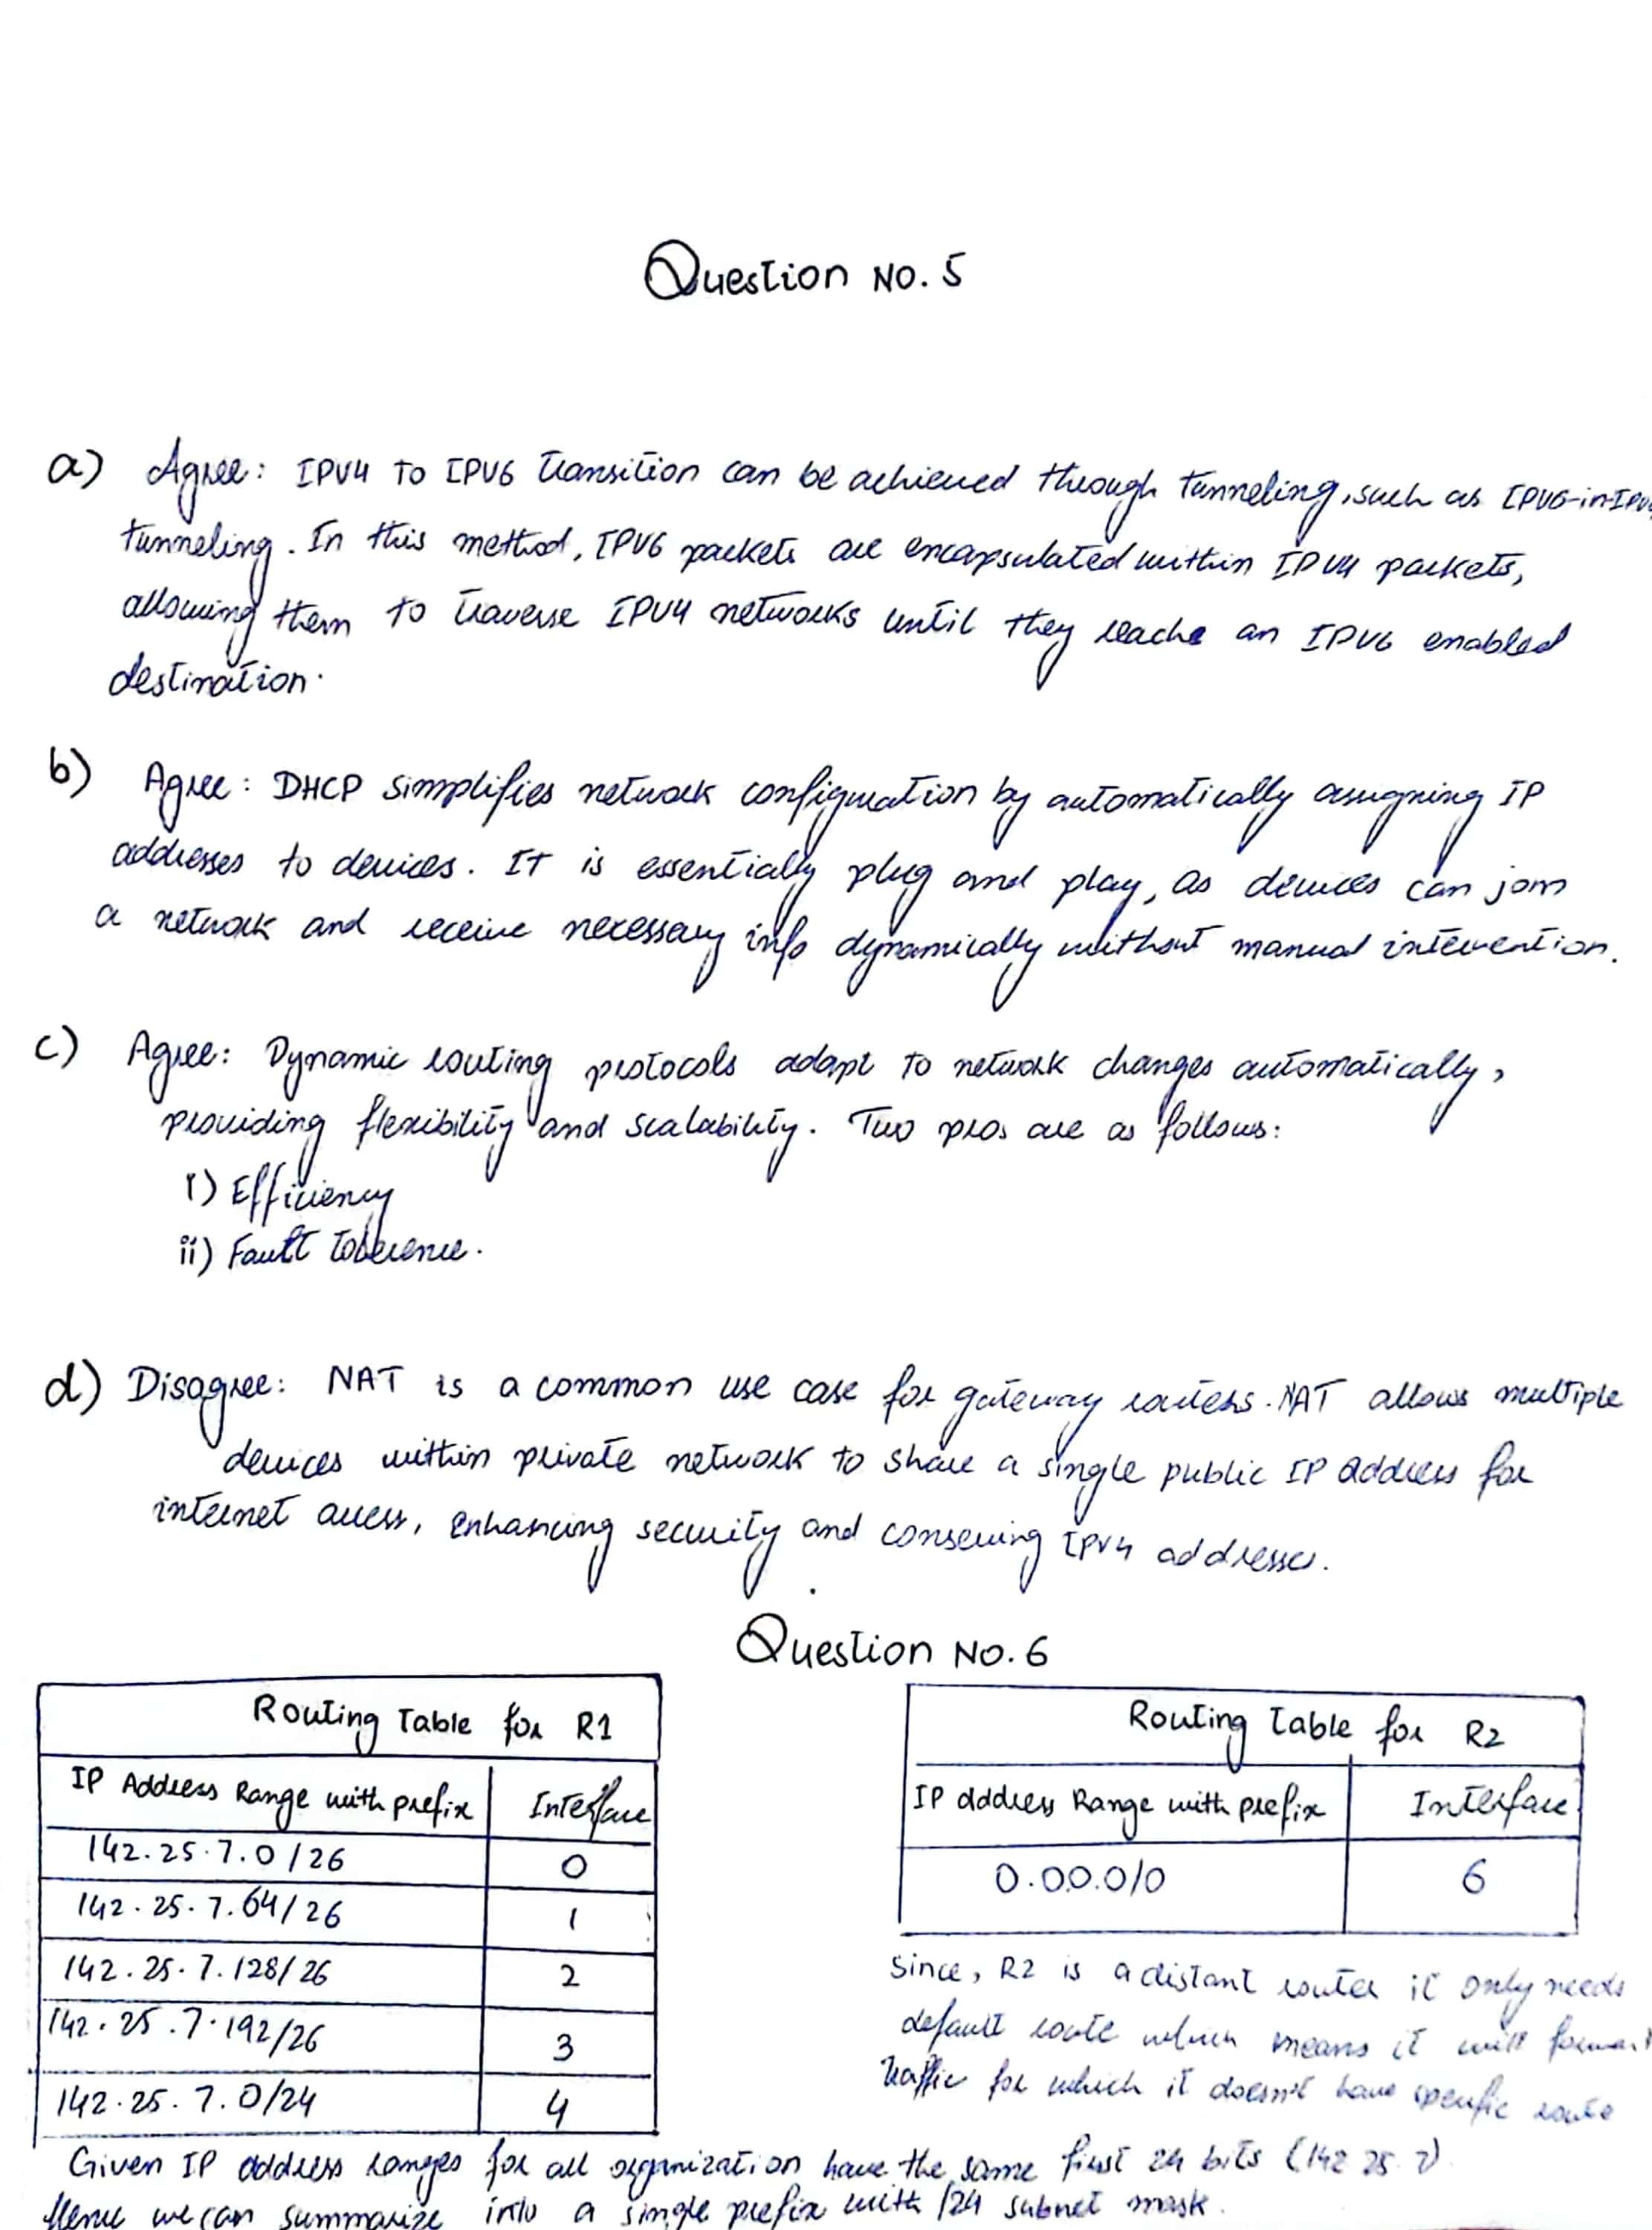 Question No. 5
a) Agree: IPV4 To IPV6 Transition can be achieved through Tunneling, such as IPV6-in-IPV4
Tunneling. In this method, IPV6 packets are encapsulated within IPV4 packets,
allowing them to Traverse IPV4 networks until they reache an IPV6 enabled
destination.
b) Agree: DHCP simplifies network configuration by automatically assigning IP
addresses to devices. IT is essentially plug and play, as devices can join
a network and receive necessary info dynamically without manual intervention.
c) Agree: Dynamic routing protocols adapt to network changes automatically,
providing flexibility and scalability. Two pros are as follows:
i) Efficiency
ii) Fault Tolerence.
d) Disagree: NAT is a common use case for gateway routers. NAT allows multiple
devices within private network to share a single public IP address for
internet access, enhancing security and conserving IPV4 addresses.
Question No. 6
Routing Table for R1
IP Address Range with prefix Interface
142.25.7.0/26 0
142.25.7.64/26 1
142.25.7.128/26 2
142.25.7.192/26 3
142.25.7.0/24 4
Given IP address ranges for all organization have the same first 24 bits (142 25 7)
Hence we can summarize into a single prefix with /24 subnet mask.
Routing Table for R2
IP address Range with prefix Interface
0.0.0.0/0 6
Since, R2 is a distant router it only needs
default route which means it will forward
traffic for which it doesn't have specific route